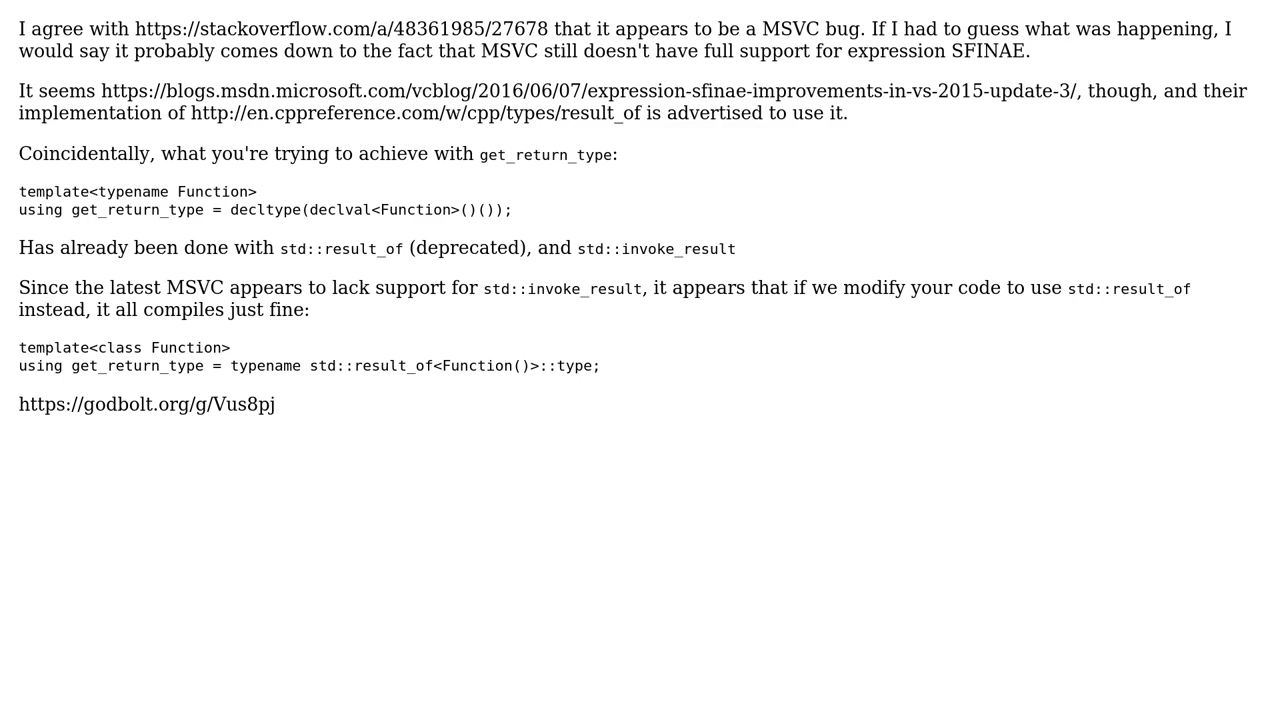 I agree with https://stackoverflow.com/a/48361985/27678 that it appears to be a MSVC bug. If I had to guess what was happening, I
would say it probably comes down to the fact that MSVC still doesn't have full support for expression SFINAE.
It seems https://blogs.msdn.microsoft.com/vcblog/2016/06/07/expression-sfinae-improvements-in-vs-2015-update-3/, though, and their
implementation of http://en.cppreference.com/w/cpp/types/result_of is advertised to use it.
Coincidentally, what you're trying to achieve with get_return_type:
template<typename Function>
using get_return_type = decltype(declval<Function>()());
Has already been done with std::result_of (deprecated), and std::invoke_result
Since the latest MSVC appears to lack support for std::invoke_result, it appears that if we modify your code to use std::result_of
instead, it all compiles just fine:
template<class Function>
using get_return_type = typename std::result_of<Function()>::type;
https://godbolt.org/g/Vus8pj